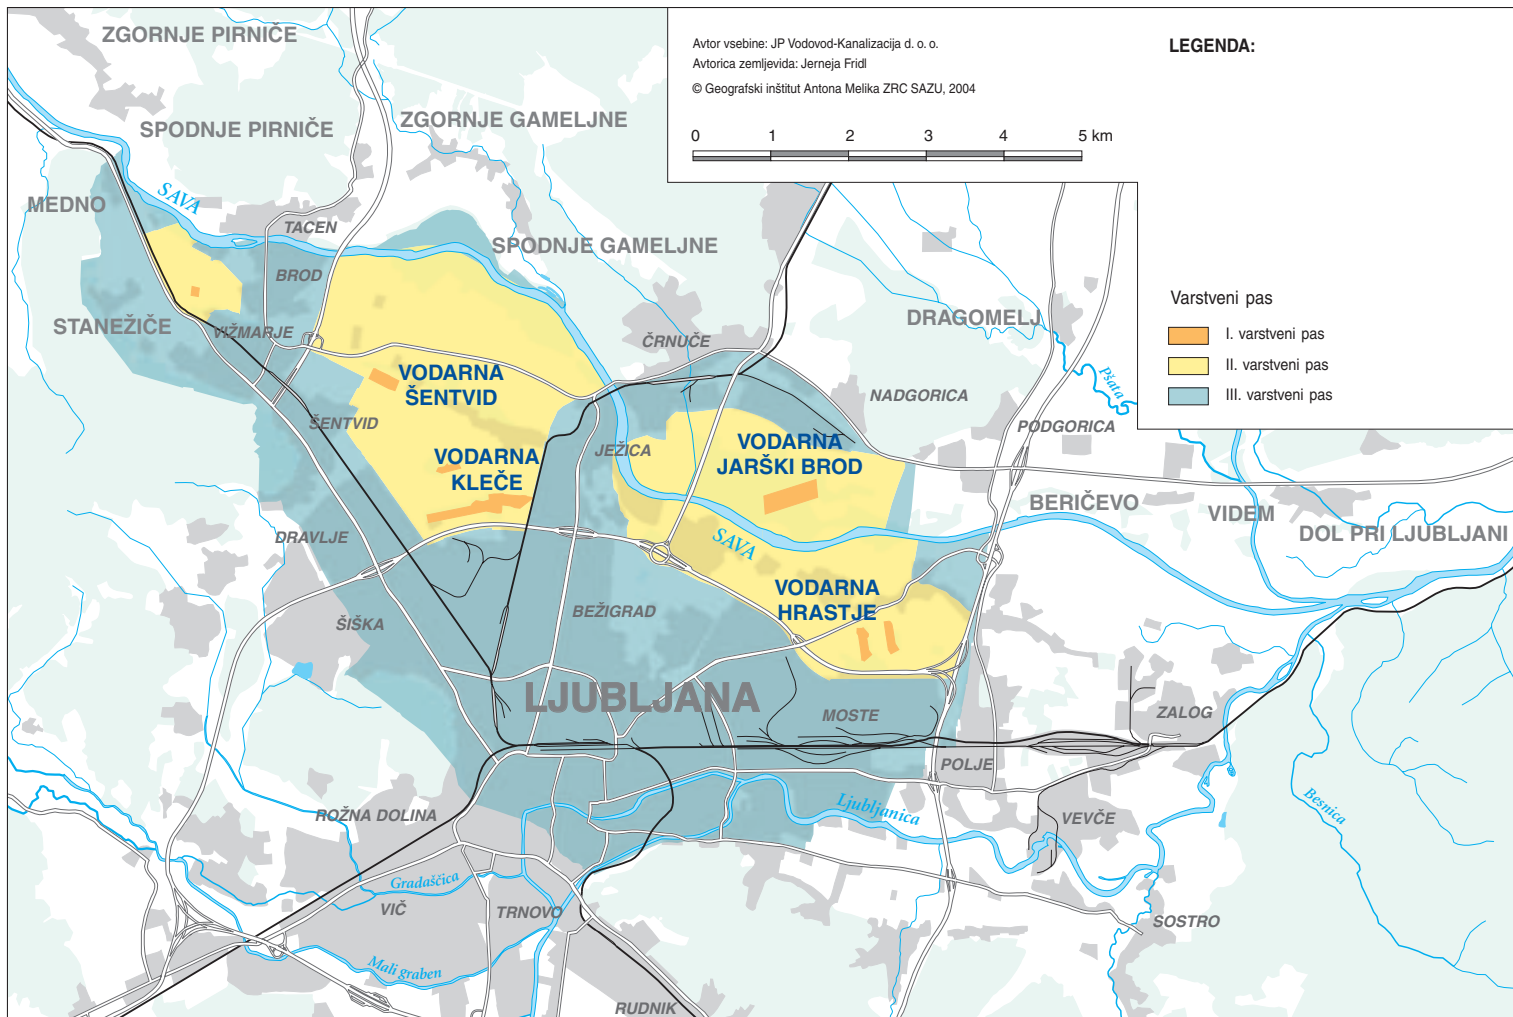 Avtor vsebine: JP Vodovod-Kanalizacija d. o. o.
Avtorica zemljevida: Jerneja Fridl
© Geografski inštitut Antona Melika ZRC SAZU, 2004
0 1 2 3 4 5 km
LEGENDA:
Varstveni pas
I. varstveni pas
II. varstveni pas
III. varstveni pas
ZGORNJE PIRNIČE
SPODNJE PIRNIČE
ZGORNJE GAMELJNE
MEDNO
SAVA
TACEN
SPODNJE GAMELJNE
BROD
STANEŽIČE
VIŽMARJE
ČRNUČE
DRAGOMELJ
VODARNA
ŠENTVID
Pšata
NADGORICA
ŠENTVID
PODGORICA
VODARNA
KLEČE
JEŽICA
VODARNA
JARŠKI BROD
BERIČEVO
VIDEM
DOL PRI LJUBLJANI
DRAVLJE
SAVA
VODARNA
HRASTJE
BEŽIGRAD
ŠIŠKA
LJUBLJANA
MOSTE
ZALOG
POLJE
ROŽNA DOLINA
Ljubljanica
VEVČE
Besnica
Gradaščica
VIČ
TRNOVO
SOSTRO
Mali graben
RUDNIK